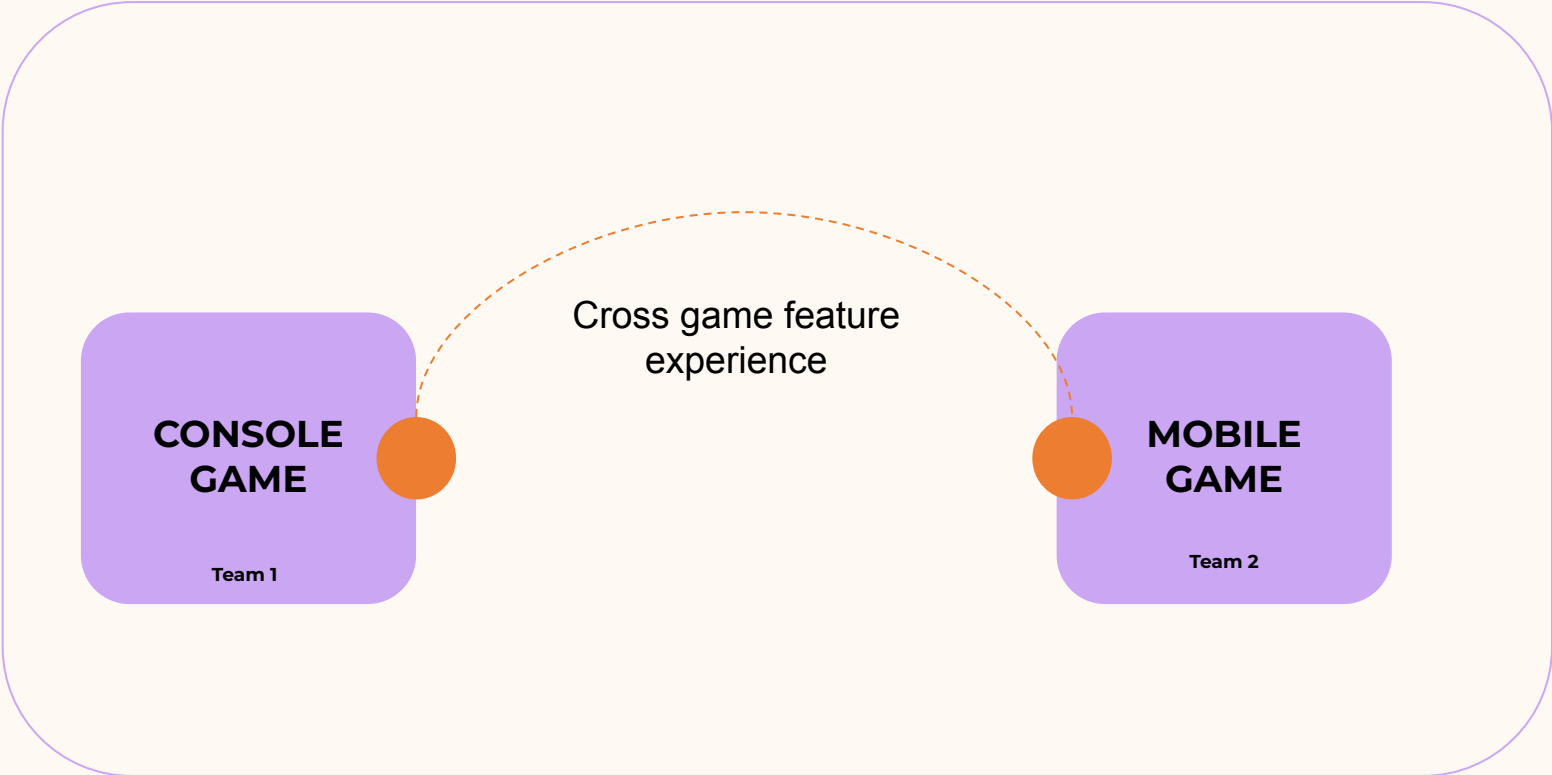 Cross game feature
experience
CONSOLE
GAME
Team 1
MOBILE
GAME
Team 2